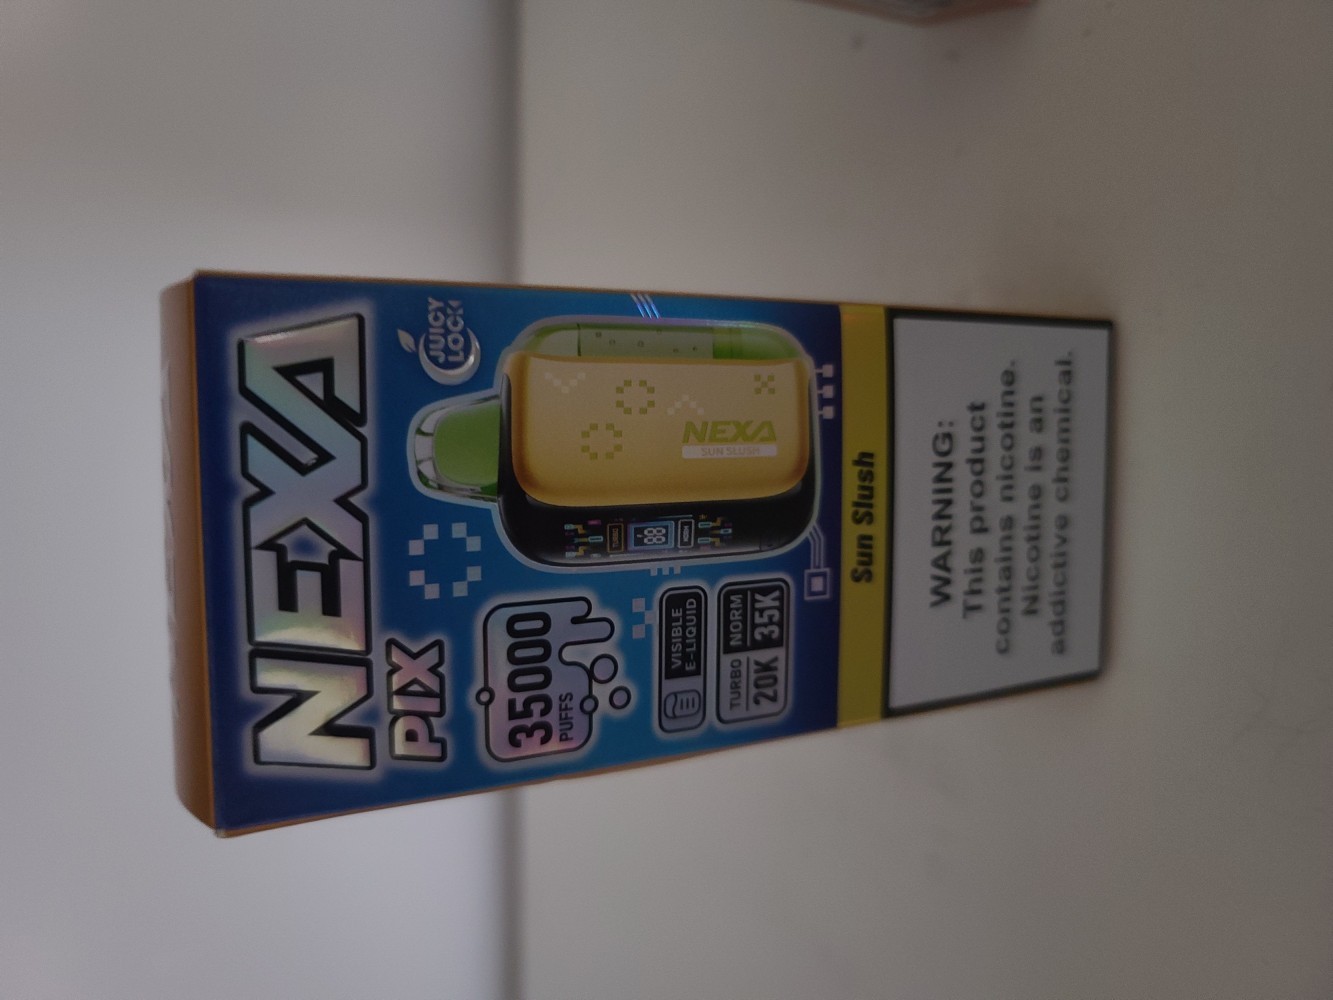 NEXA
PIX
JUICY
LOCK
35000
PUFFS
VISIBLE
E-LIQUID
TURBO NORM
20K 35K
NEXA
SUN SLUSH
88
Sun Slush
WARNING:
This product
contains nicotine.
Nicotine is an
addictive chemical.